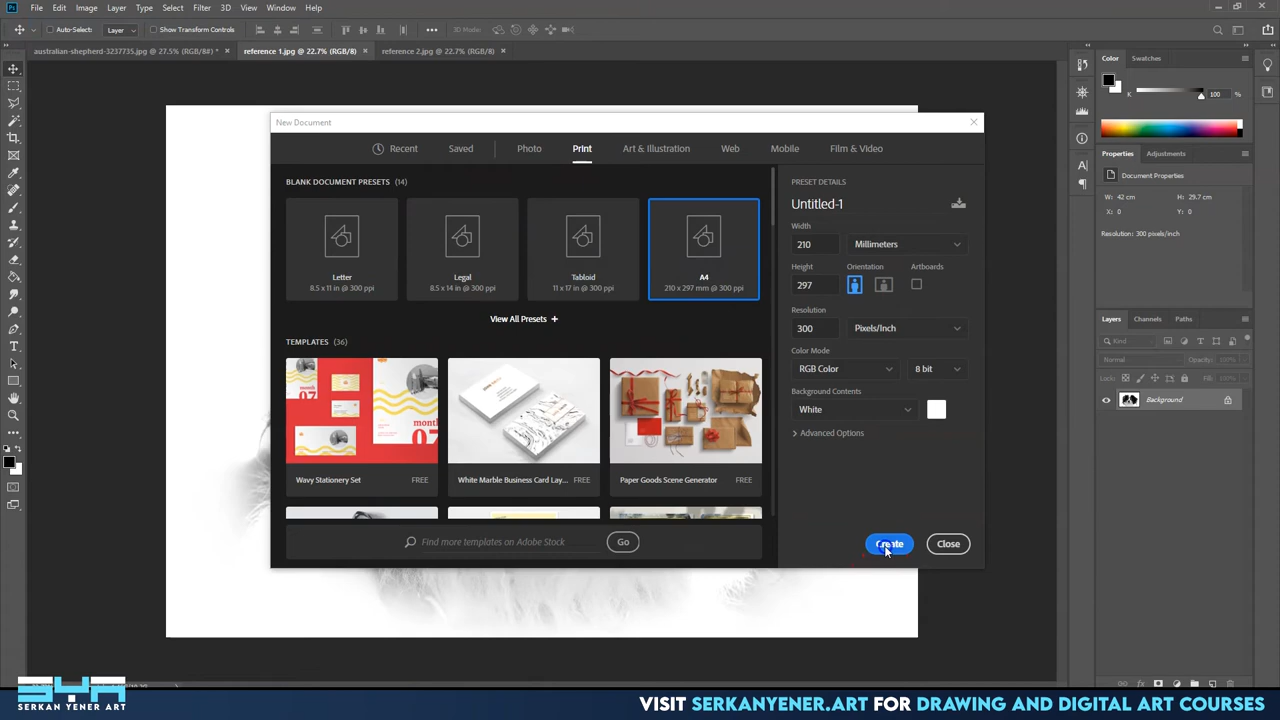 File Edit Image Layer Type Select Filter 3D View Window Help
Auto-Select: Layer Show Transform Controls 3D Mode:
australian-shepherd-3237735.jpg @ 27.5% (RGB/8#) * × reference 1.jpg @ 22.7% (RGB/8) × reference 2.jpg @ 22.7% (RGB/8) ×
New Document
Recent Saved Photo Print Art & Illustration Web Mobile Film & Video
BLANK DOCUMENT PRESETS (14)
Letter
8.5 x 11 in @ 300 ppi
Legal
8.5 x 14 in @ 300 ppi
Tabloid
11 x 17 in @ 300 ppi
A4
210 x 297 mm @ 300 ppi
View All Presets +
TEMPLATES (36)
month
07
Wavy Stationery Set FREE
White Marble Business Card Lay... FREE
Paper Goods Scene Generator FREE
Find more templates on Adobe Stock Go
PRESET DETAILS
Untitled-1
Width
210 Millimeters
Height Orientation Artboards
297
Resolution
300 Pixels/Inch
Color Mode
RGB Color 8 bit
Background Contents
White
Advanced Options
Create Close
Color Swatches
K 100 %
Properties Adjustments
Document Properties
W: 42 cm H: 29.7 cm
X: 0 Y: 0
Resolution: 300 pixels/inch
Layers Channels Paths
Kind
Normal Opacity: 100%
Lock: Fill: 100%
Background
SYA
SERKAN YENER ART
VISIT SERKANYENER.ART FOR DRAWING AND DIGITAL ART COURSES